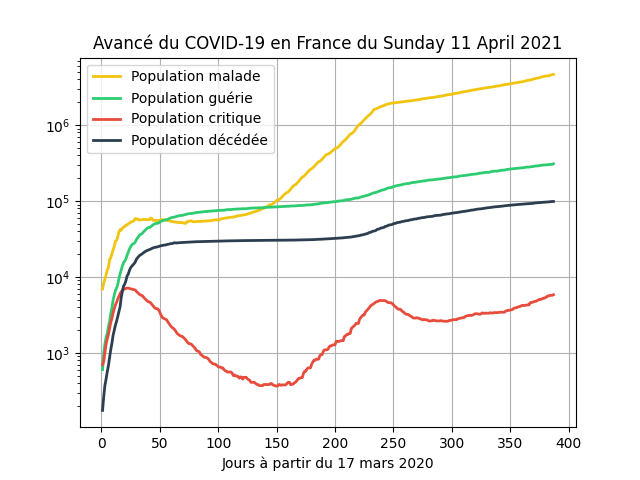 Avancé du COVID-19 en France du Sunday 11 April 2021
Population malade
Population guérie
Population critique
Population décédée
10^6
10^5
10^4
10^3
0 50 100 150 200 250 300 350 400
Jours à partir du 17 mars 2020